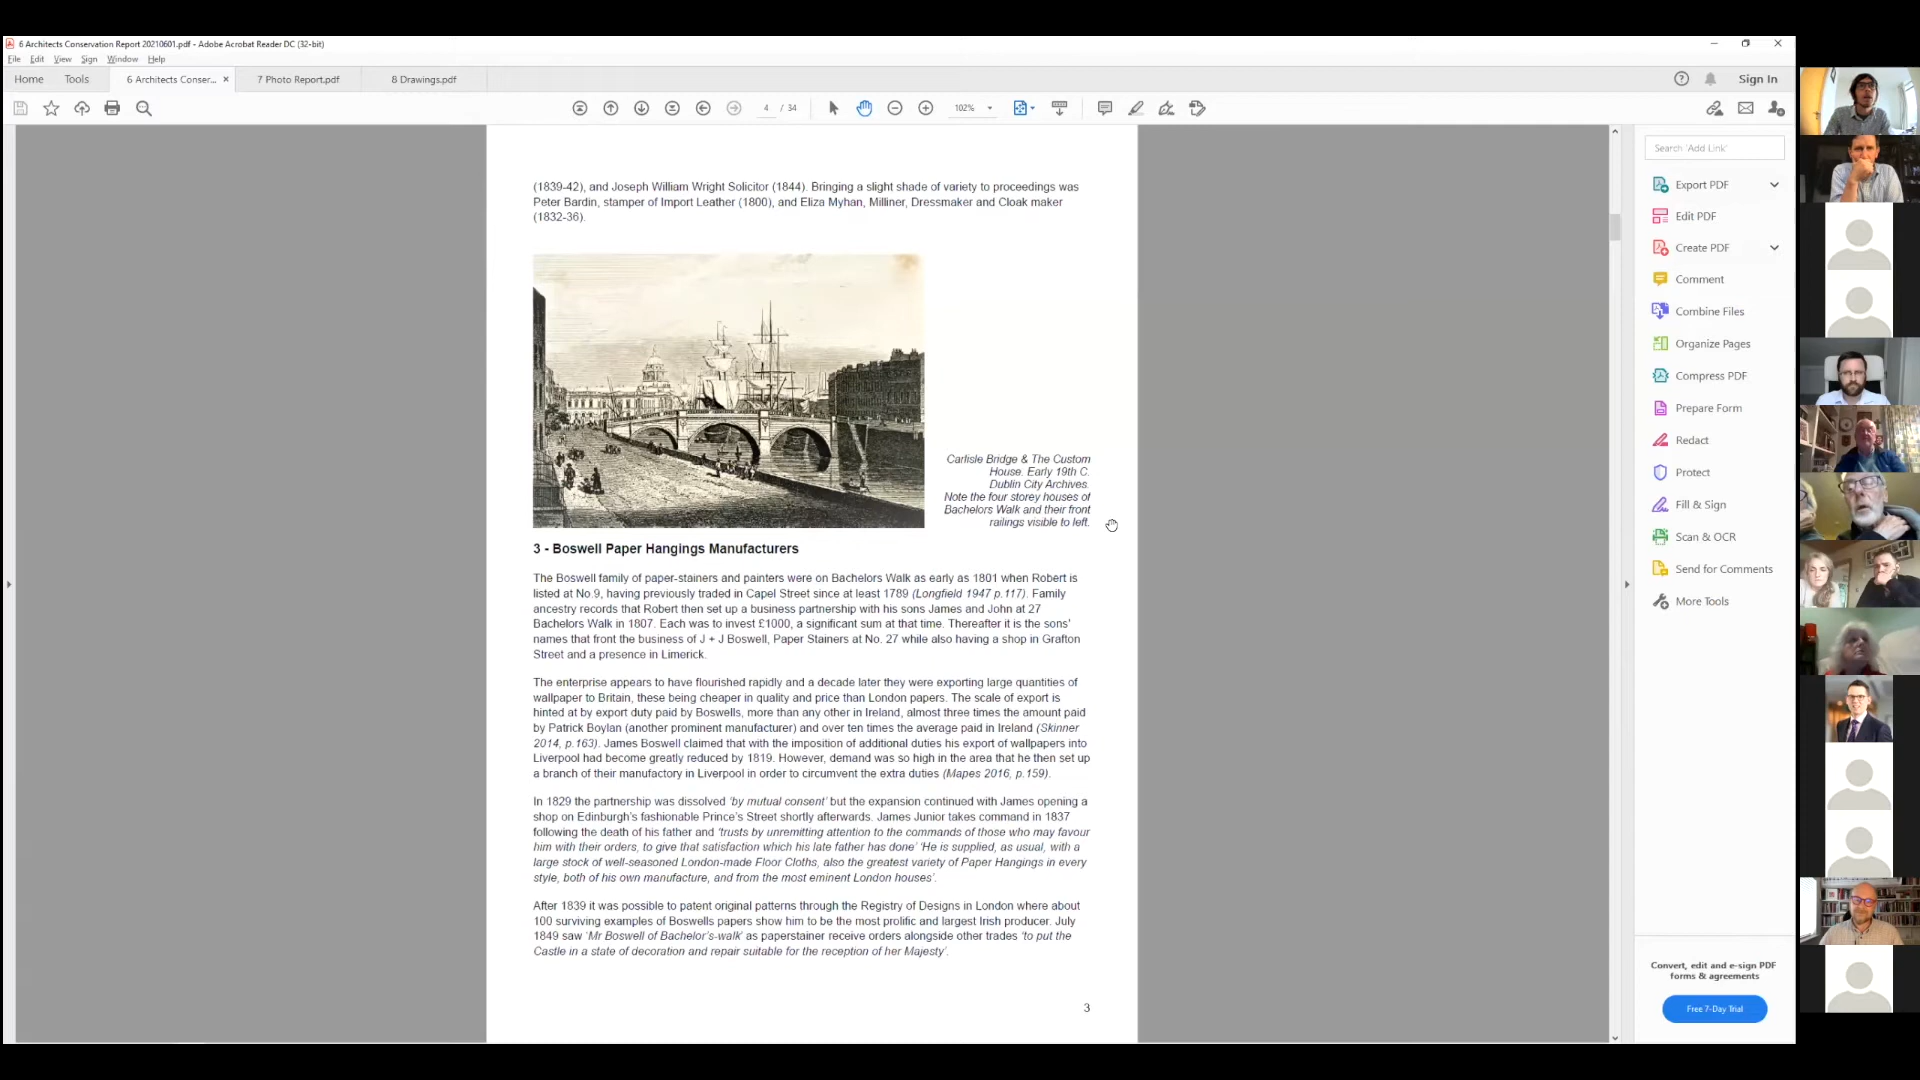 6 Architects Conservation Report 20210601.pdf - Adobe Acrobat Reader DC (32-bit)
File Edit View Sign Window Help
Home Tools 6 Architects Conser... × 7 Photo Report.pdf 8 Drawings.pdf Sign In
4 / 34 102%
(1839-42), and Joseph William Wright Solicitor (1844). Bringing a slight shade of variety to proceedings was
Peter Bardin, stamper of Import Leather (1800), and Eliza Myhan, Milliner, Dressmaker and Cloak maker
(1832-36).
Carlisle Bridge & The Custom
House. Early 19th C.
Dublin City Archives.
Note the four storey houses of
Bachelors Walk and their front
railings visible to left.
3 - Boswell Paper Hangings Manufacturers
The Boswell family of paper-stainers and painters were on Bachelors Walk as early as 1801 when Robert is
listed at No.9, having previously traded in Capel Street since at least 1789 (Longfield 1947 p.117). Family
ancestry records that Robert then set up a business partnership with his sons James and John at 27
Bachelors Walk in 1807. Each was to invest £1000, a significant sum at that time. Thereafter it is the sons'
names that front the business of J + J Boswell, Paper Stainers at No. 27 while also having a shop in Grafton
Street and a presence in Limerick.
The enterprise appears to have flourished rapidly and a decade later they were exporting large quantities of
wallpaper to Britain, these being cheaper in quality and price than London papers. The scale of export is
hinted at by export duty paid by Boswells, more than any other in Ireland, almost three times the amount paid
by Patrick Boylan (another prominent manufacturer) and over ten times the average paid in Ireland (Skinner
2014, p.163). James Boswell claimed that with the imposition of additional duties his export of wallpapers into
Liverpool had become greatly reduced by 1819. However, demand was so high in the area that he then set up
a branch of their manufactory in Liverpool in order to circumvent the extra duties (Mapes 2016, p.159).
In 1829 the partnership was dissolved 'by mutual consent' but the expansion continued with James opening a
shop on Edinburgh's fashionable Prince's Street shortly afterwards. James Junior takes command in 1837
following the death of his father and 'trusts by unremitting attention to the commands of those who may favour
him with their orders, to give that satisfaction which his late father has done' 'He is supplied, as usual, with a
large stock of well-seasoned London-made Floor Cloths, also the greatest variety of Paper Hangings in every
style, both of his own manufacture, and from the most eminent London houses'.
After 1839 it was possible to patent original patterns through the Registry of Designs in London where about
100 surviving examples of Boswells papers show him to be the most prolific and largest Irish producer. July
1849 saw 'Mr Boswell of Bachelor's-walk' as paperstainer receive orders alongside other trades 'to put the
Castle in a state of decoration and repair suitable for the reception of her Majesty'.
3
Search 'Add Link'
Export PDF
Edit PDF
Create PDF
Comment
Combine Files
Organize Pages
Compress PDF
Prepare Form
Redact
Protect
Fill & Sign
Scan & OCR
Send for Comments
More Tools
Convert, edit and e-sign PDF
forms & agreements
Free 7-Day Trial